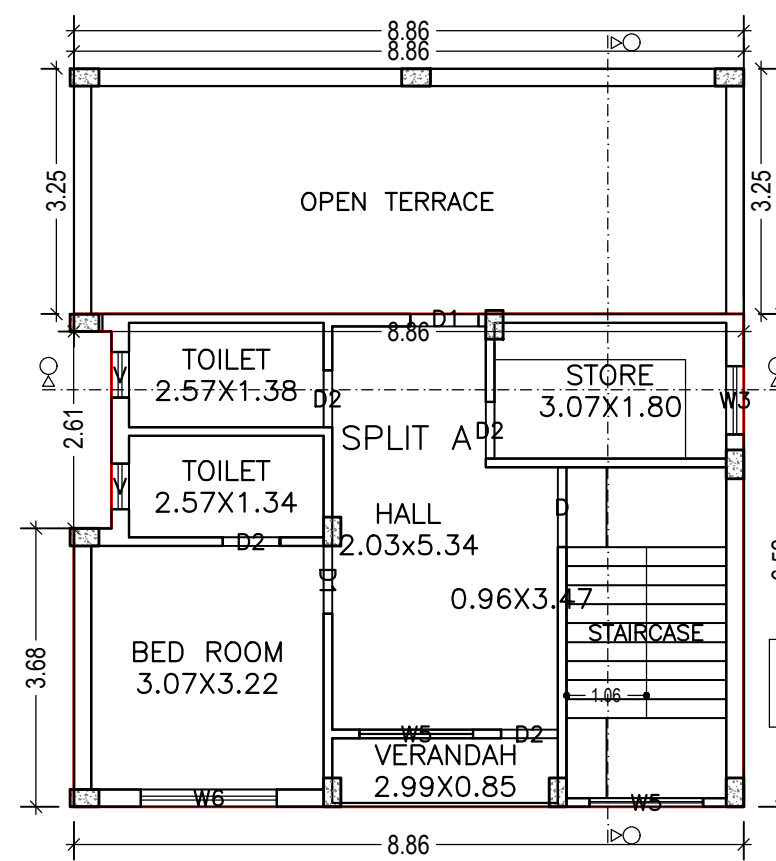 8.86
8.86
3.25
3.25
OPEN TERRACE
D1
8.86
TOILET
2.57X1.38
STORE
3.07X1.80
W3
V
D2
D2
SPLIT A
2.61
TOILET
2.57X1.34
V
HALL
2.03x5.34
D
D2
D1
0.96X3.47
STAIRCASE
BED ROOM
3.07X3.22
3.68
1.06
W5
D2
VERANDAH
2.99X0.85
W6
W5
8.86